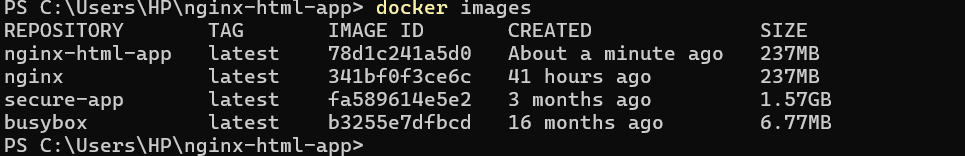 PS C:\Users\HP\nginx-html-app> docker images
REPOSITORY TAG IMAGE ID CREATED SIZE
nginx-html-app latest 78d1c241a5d0 About a minute ago 237MB
nginx latest 341bf0f3ce6c 41 hours ago 237MB
secure-app latest fa589614e5e2 3 months ago 1.57GB
busybox latest b3255e7dfbcd 16 months ago 6.77MB
PS C:\Users\HP\nginx-html-app>